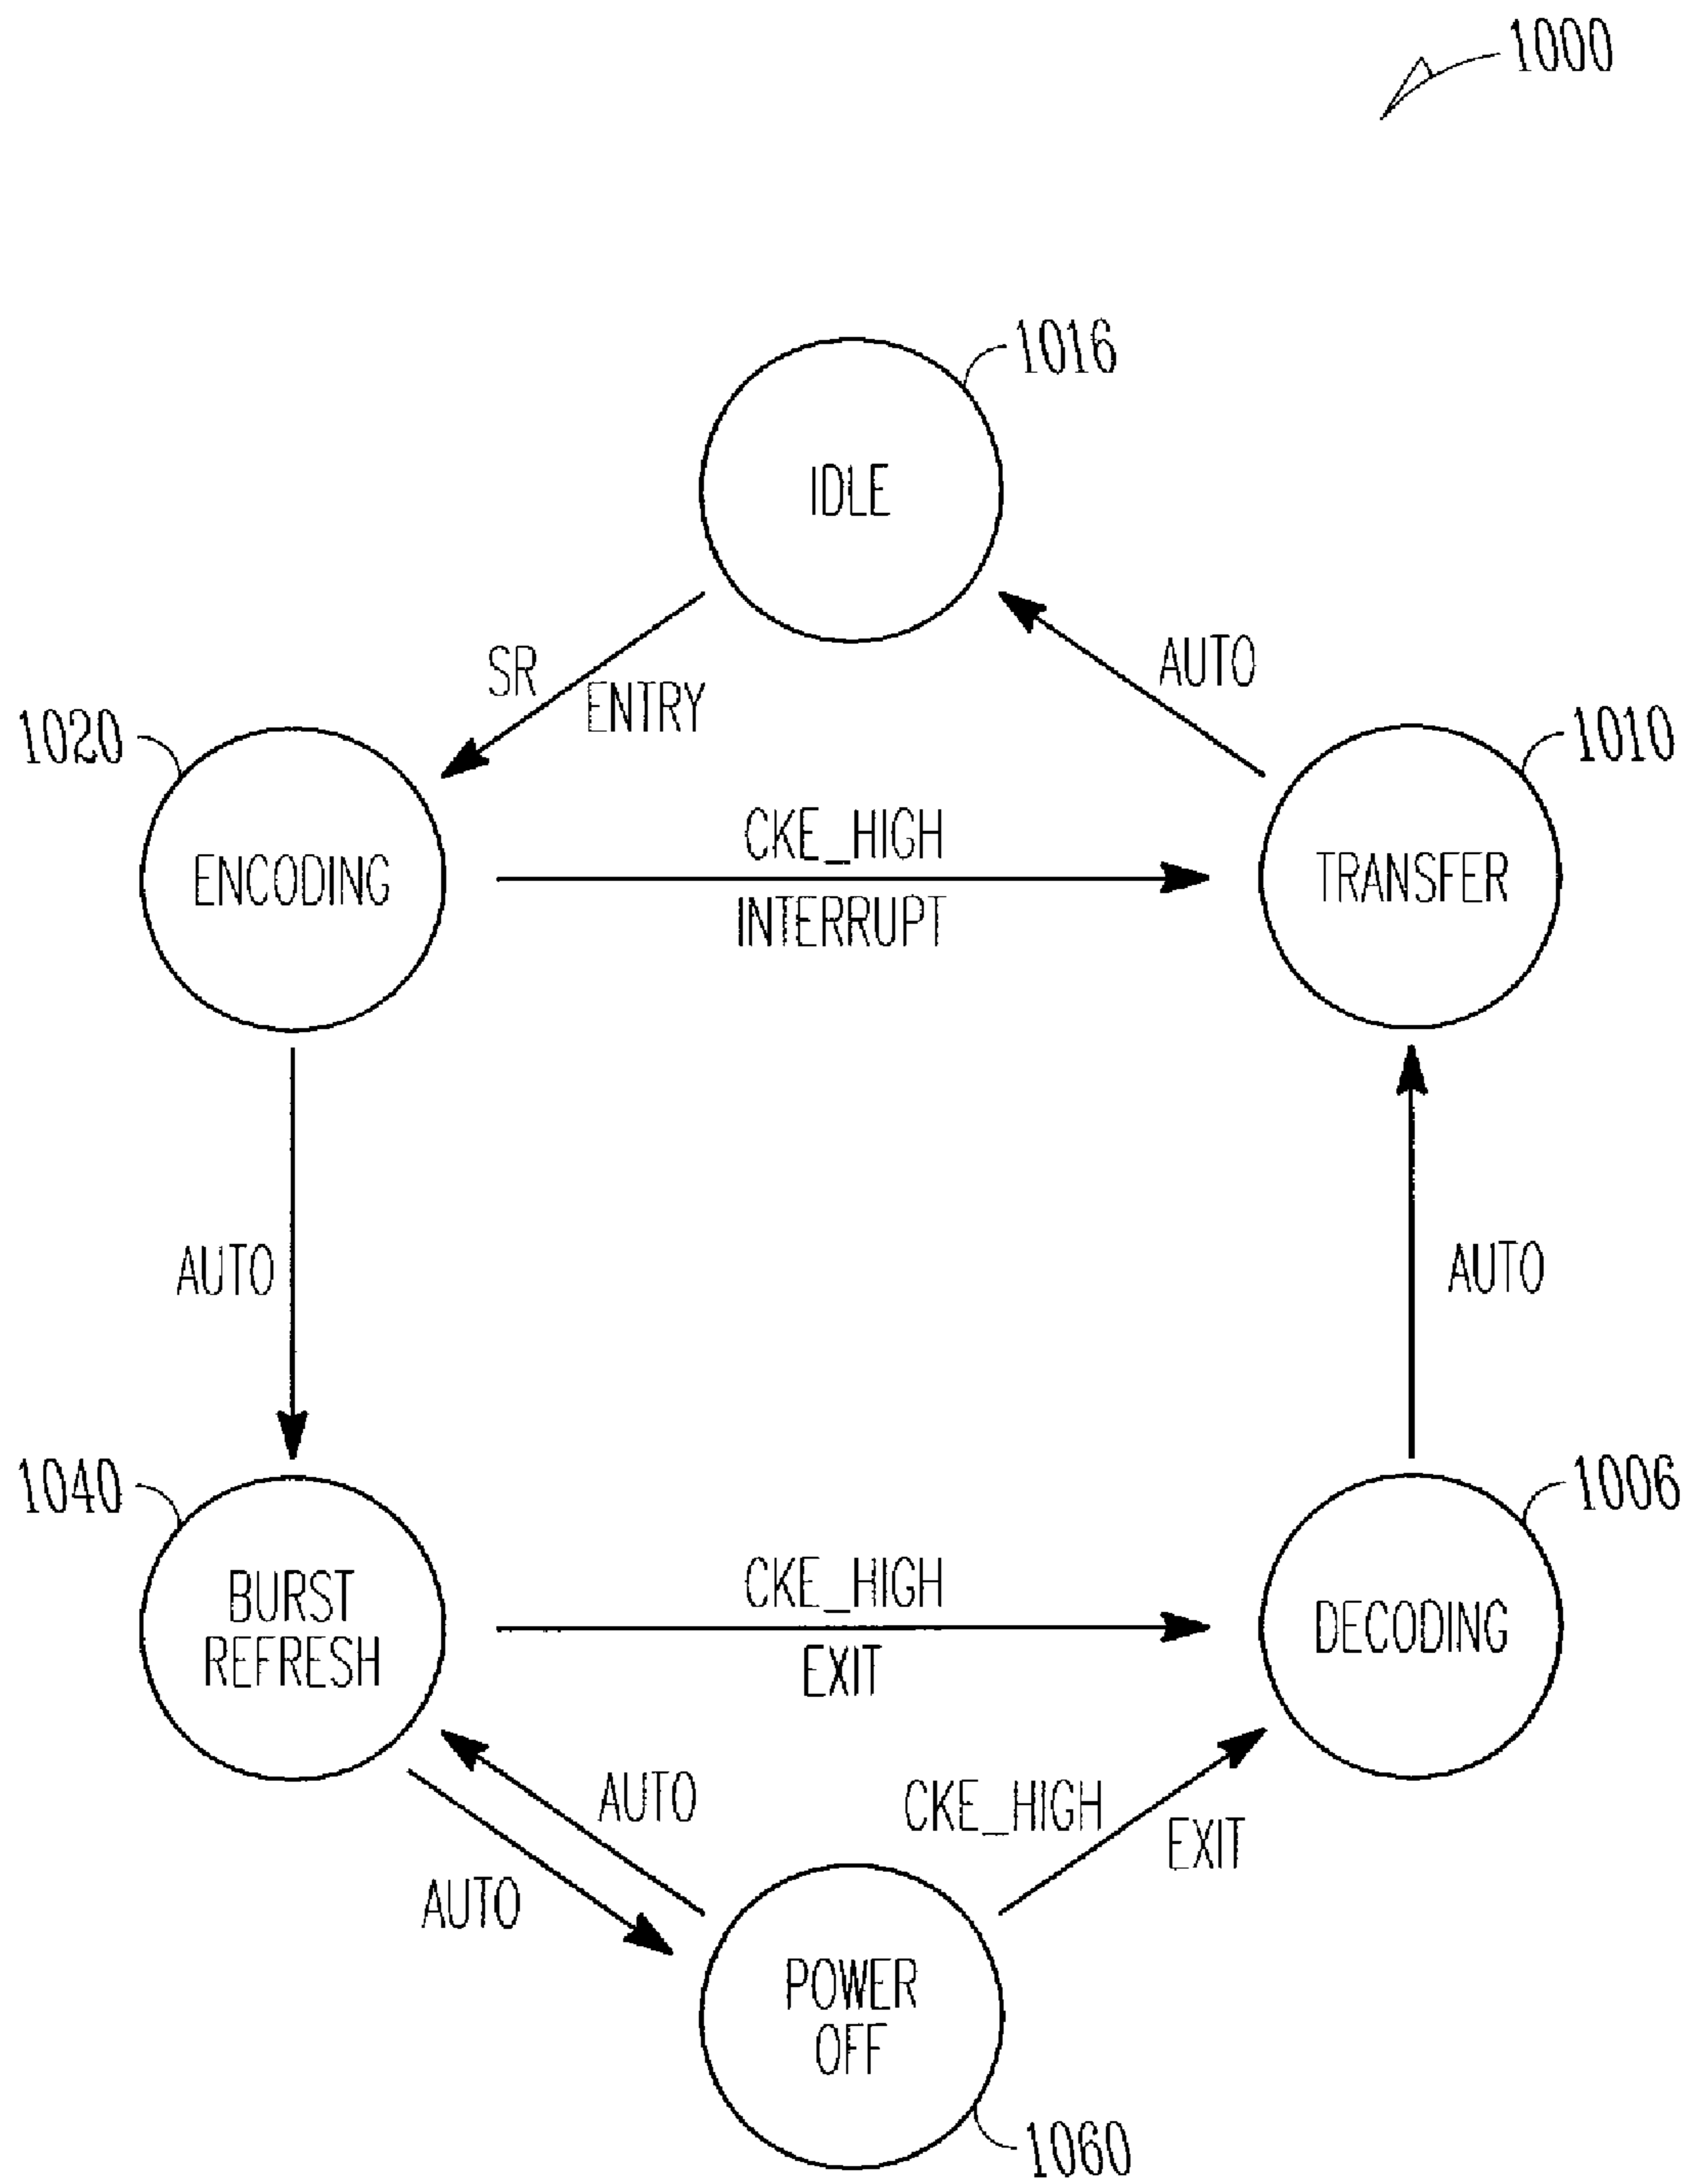 1000
1016
IDLE
SR
ENTRY
AUTO
1020
1010
ENCODING
CKE_HIGH
INTERRUPT
TRANSFER
AUTO
AUTO
1040
1006
BURST
REFRESH
CKE_HIGH
EXIT
DECODING
AUTO
AUTO
CKE_HIGH
EXIT
POWER
OFF
1060